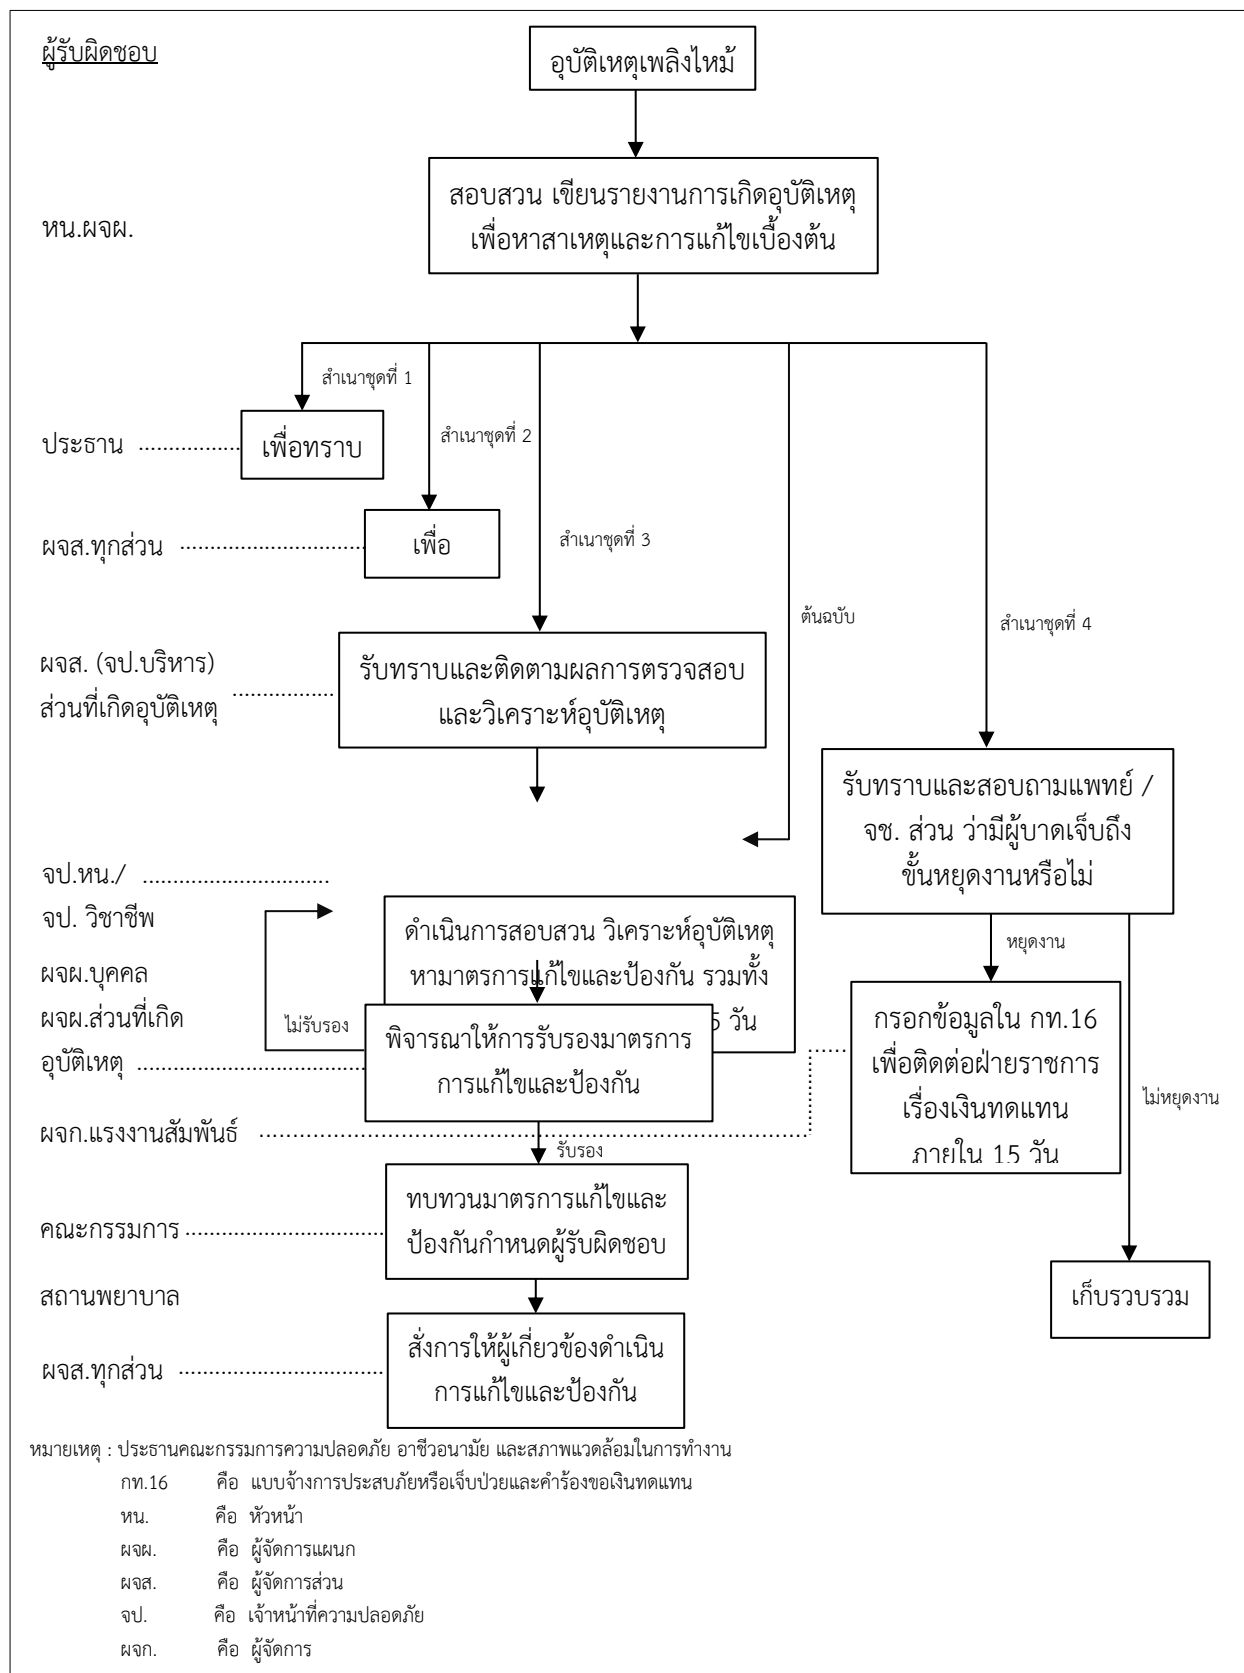 ผู้รับผิดชอบ
อุบัติเหตุเพลิงไหม้
หน.ผจผ.
สอบสวน เขียนรายงานการเกิดอุบัติเหตุ
เพื่อหาสาเหตุและการแก้ไขเบื้องต้น
สำเนาชุดที่ 1
สำเนาชุดที่ 2
สำเนาชุดที่ 3
ต้นฉบับ
สำเนาชุดที่ 4
ประธาน ..................
เพื่อทราบ
ผจส.ทุกส่วน ................................
เพื่อ
ผจส. (จป.บริหาร)
ส่วนที่เกิดอุบัติเหตุ .................
รับทราบและติดตามผลการตรวจสอบ
และวิเคราะห์อุบัติเหตุ
รับทราบและสอบถามแพทย์ /
จช. ส่วน ว่ามีผู้บาดเจ็บถึง
ขั้นหยุดงานหรือไม่
จป.หน./ ................................
จป. วิชาชีพ
ดำเนินการสอบสวน วิเคราะห์อุบัติเหตุ
หามาตรการแก้ไขและป้องกัน รวมทั้ง
5 วัน
หยุดงาน
ไม่หยุดงาน
ผจผ.บุคคล
ผจผ.ส่วนที่เกิด
อุบัติเหตุ ......................................
ไม่รับรอง
พิจารณาให้การรับรองมาตรการ
การแก้ไขและป้องกัน
กรอกข้อมูลใน กท.16
เพื่อติดต่อฝ่ายราชการ
เรื่องเงินทดแทน
ภายใน 15 วัน
ผจก.แรงงานสัมพันธ์
รับรอง
คณะกรรมการ.................................
ทบทวนมาตรการแก้ไขและ
ป้องกันกำหนดผู้รับผิดชอบ
สถานพยาบาล
เก็บรวบรวม
ผจส.ทุกส่วน ...................................
สั่งการให้ผู้เกี่ยวข้องดำเนิน
การแก้ไขและป้องกัน
หมายเหตุ : ประธานคณะกรรมการความปลอดภัย อาชีวอนามัย และสภาพแวดล้อมในการทำงาน
กท.16 คือ แบบจ้างการประสบภัยหรือเจ็บป่วยและคำร้องขอเงินทดแทน
หน. คือ หัวหน้า
ผจผ. คือ ผู้จัดการแผนก
ผจส. คือ ผู้จัดการส่วน
จป. คือ เจ้าหน้าที่ความปลอดภัย
ผจก. คือ ผู้จัดการ